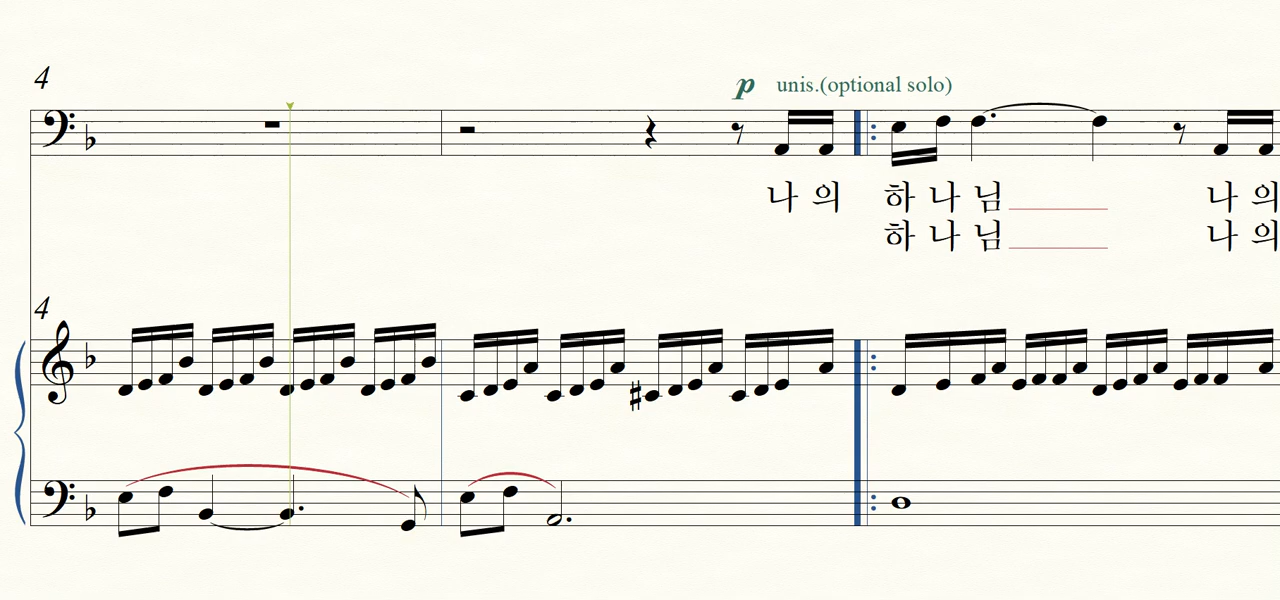 4
p unis.(optional solo)
나 의 하 나 님 나 의
하 나 님 나 의
4